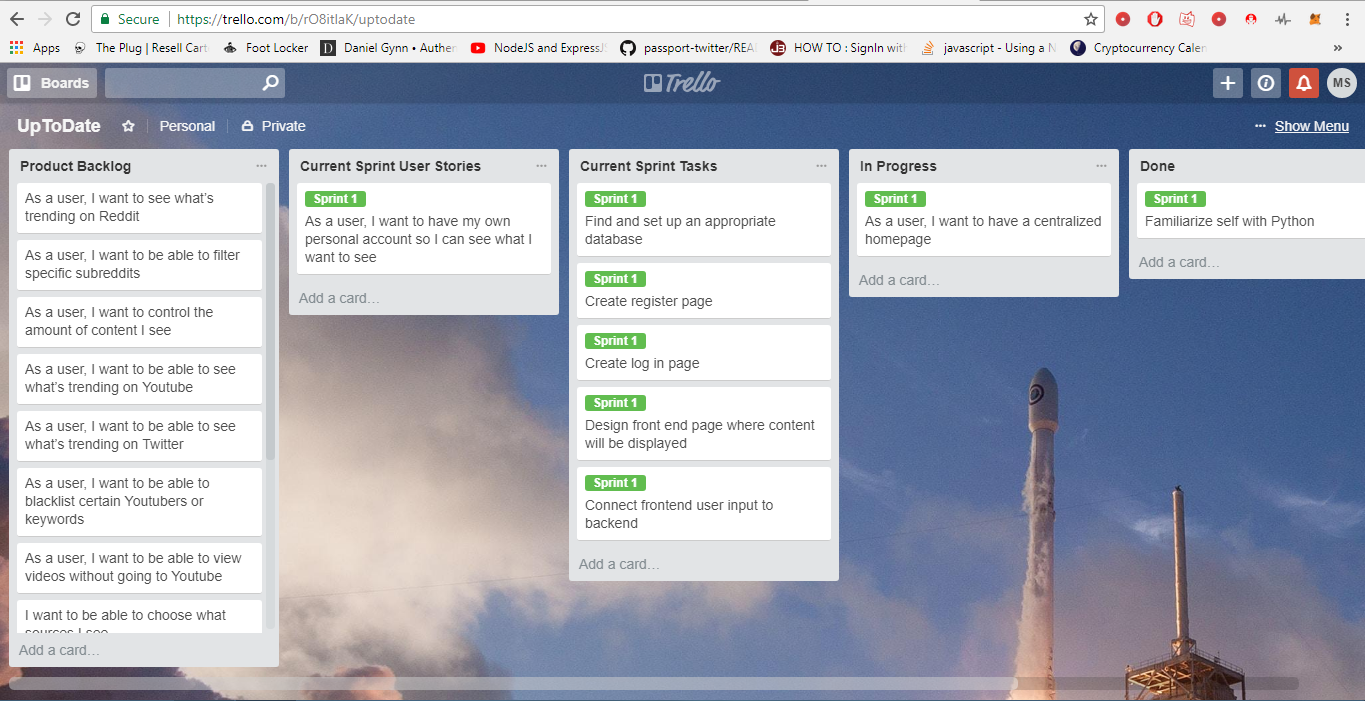 Secure
https://trello.com/b/rO8itlaK/uptodate
Apps
The Plug | Resell Cart
Foot Locker
Daniel Gynn • Authen
NodeJS and ExpressJS
passport-twitter/REA
HOW TO : SignIn with
javascript - Using a N
Cryptocurrency Calen
»
Boards
Trello
MS
UpToDate
Personal
Private
Show Menu
Product Backlog
As a user, I want to see what's
trending on Reddit
As a user, I want to be able to filter
specific subreddits
As a user, I want to control the
amount of content I see
As a user, I want to be able to see
what's trending on Youtube
As a user, I want to be able to see
what's trending on Twitter
As a user, I want to be able to
blacklist certain Youtubers or
keywords
As a user, I want to be able to view
videos without going to Youtube
I want to be able to choose what
sources I see
Add a card…
Current Sprint User Stories
Sprint 1
As a user, I want to have my own
personal account so I can see what I
want to see
Add a card…
Current Sprint Tasks
Sprint 1
Find and set up an appropriate
database
Sprint 1
Create register page
Sprint 1
Create log in page
Sprint 1
Design front end page where content
will be displayed
Sprint 1
Connect frontend user input to
backend
Add a card…
In Progress
Sprint 1
As a user, I want to have a centralized
homepage
Add a card…
Done
Sprint 1
Familiarize self with Python
Add a card…